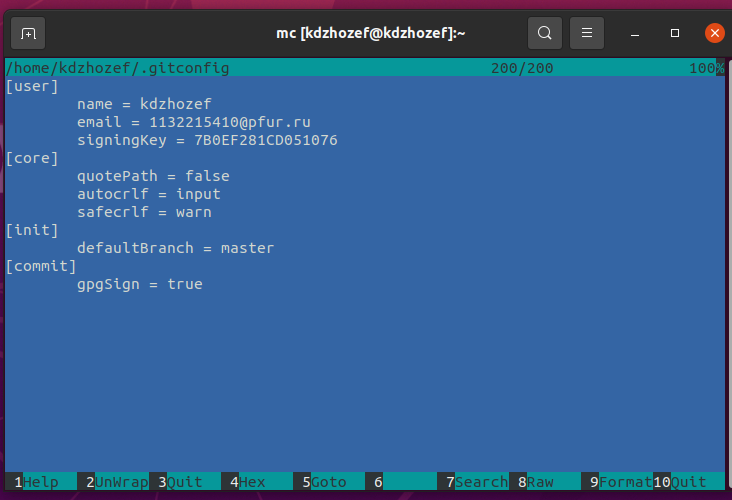 mc [kdzhozef@kdzhozef]:~
/home/kdzhozef/.gitconfig 200/200 100%
[user]
name = kdzhozef
email = 1132215410@pfur.ru
signingKey = 7B0EF281CD051076
[core]
quotePath = false
autocrlf = input
safecrlf = warn
[init]
defaultBranch = master
[commit]
gpgSign = true
1Help 2UnWrap 3Quit 4Hex 5Goto 6 7Search 8Raw 9Format 10Quit